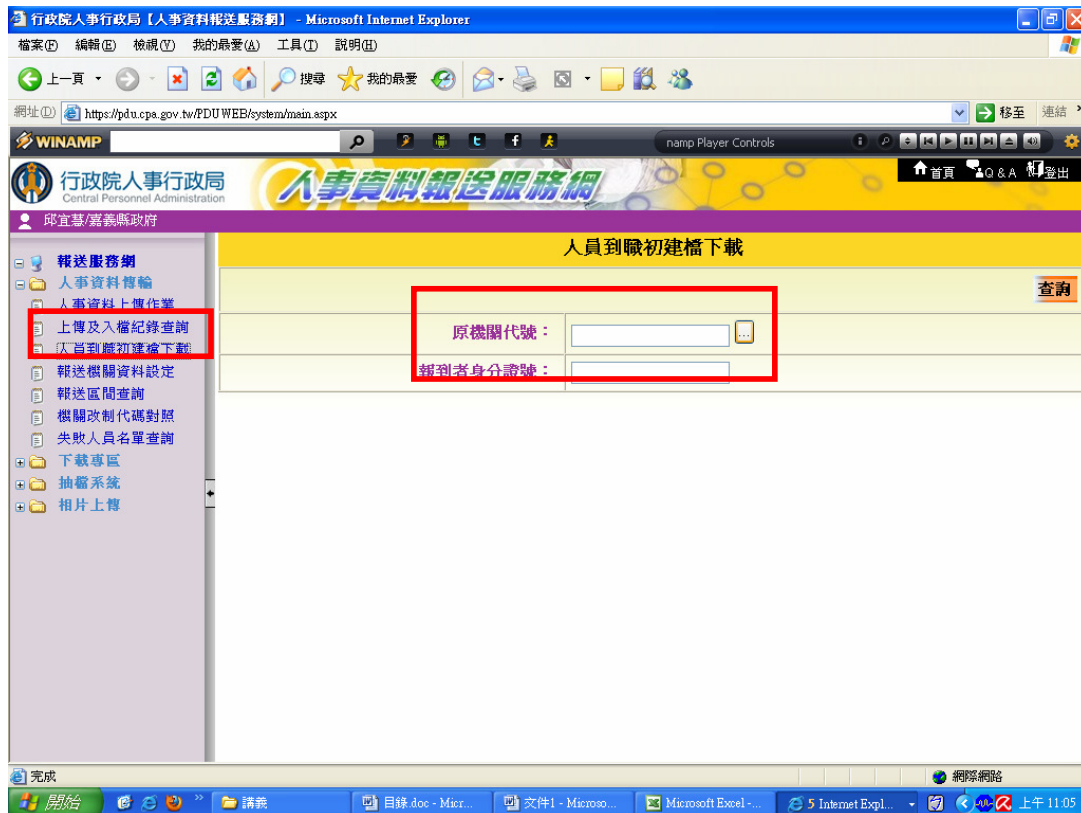 行政院人事行政局【人事資料報送服務網】 - Microsoft Internet Explorer
檔案(F) 編輯(E) 檢視(V) 我的最愛(A) 工具(T) 說明(H)
上一頁 搜尋 我的最愛
網址(D) https://pdu.cpa.gov.tw/PDUWEB/system/main.aspx 移至 連結
WINAMP namp Player Controls
行政院人事行政局 人事資料報送服務網 首頁 Q & A 登出
Central Personnel Administration
邱宜慧/嘉義縣政府
人員到職初建檔下載
報送服務網
人事資料傳輸
查詢
人事資料上傳作業
上傳及入檔紀錄查詢
原機關代號： ...
人員到職初建檔下載
報送機關資料設定
報到者身分證號：
報送區間查詢
機關改制代碼對照
失敗人員名單查詢
下載專區
抽檔系統
相片上傳
完成 網際網路
開始 講義 目錄.doc - Micr... 文件1 - Microso... Microsoft Excel -... 5 Internet Expl... 上午 11:05